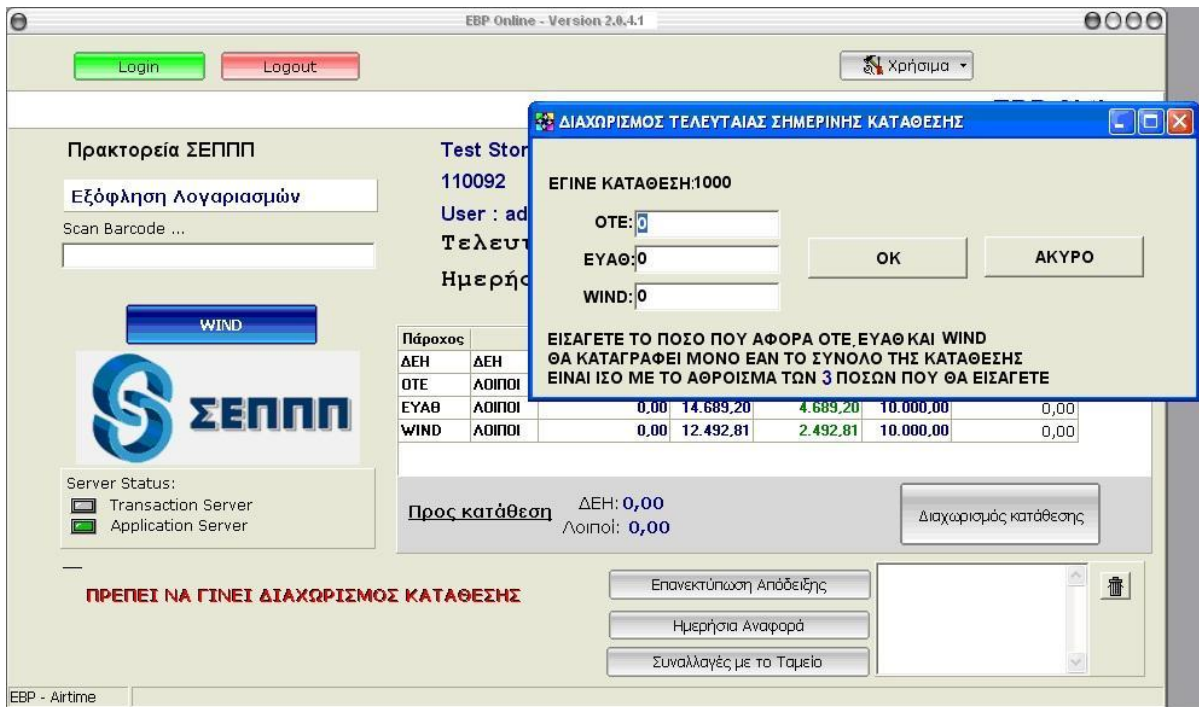 EBP Online - Version 2.0.4.1
Login
Logout
Χρήσιμα
ΔΙΑΧΩΡΙΣΜΟΣ ΤΕΛΕΥΤΑΙΑΣ ΣΗΜΕΡΙΝΗΣ ΚΑΤΑΘΕΣΗΣ
Πρακτορεία ΣΕΠΠΠ
Test Stor
110092
User : ad
Εξόφληση Λογαριασμών
Scan Barcode ...
ΕΓΙΝΕ ΚΑΤΑΘΕΣΗ:1000
ΟΤΕ: 0
ΕΥΑΘ: 0
WIND: 0
OK
ΑΚΥΡΟ
ΕΙΣΑΓΕΤΕ ΤΟ ΠΟΣΟ ΠΟΥ ΑΦΟΡΑ ΟΤΕ, ΕΥΑΘ ΚΑΙ WIND
ΘΑ ΚΑΤΑΓΡΑΦΕΙ ΜΟΝΟ ΕΑΝ ΤΟ ΣΥΝΟΛΟ ΤΗΣ ΚΑΤΑΘΕΣΗΣ
ΕΙΝΑΙ ΙΣΟ ΜΕ ΤΟ ΑΘΡΟΙΣΜΑ ΤΩΝ 3 ΠΟΣΩΝ ΠΟΥ ΘΑ ΕΙΣΑΓΕΤΕ
WIND
ΣΕΠΠΠ
Πάροχος
ΔΕΗ ΔΕΗ
ΟΤΕ ΛΟΙΠΟΙ
ΕΥΑΘ ΛΟΙΠΟΙ 0,00 14.689,20 4.689,20 10.000,00 0,00
WIND ΛΟΙΠΟΙ 0,00 12.492,81 2.492,81 10.000,00 0,00
Server Status:
Transaction Server
Application Server
Προς κατάθεση
ΔΕΗ: 0,00
Λοιποί: 0,00
Διαχωρισμός κατάθεσης
ΠΡΕΠΕΙ ΝΑ ΓΙΝΕΙ ΔΙΑΧΩΡΙΣΜΟΣ ΚΑΤΑΘΕΣΗΣ
Επανεκτύπωση Απόδειξης
Ημερήσια Αναφορά
Συναλλαγές με το Ταμείο
EBP - Airtime